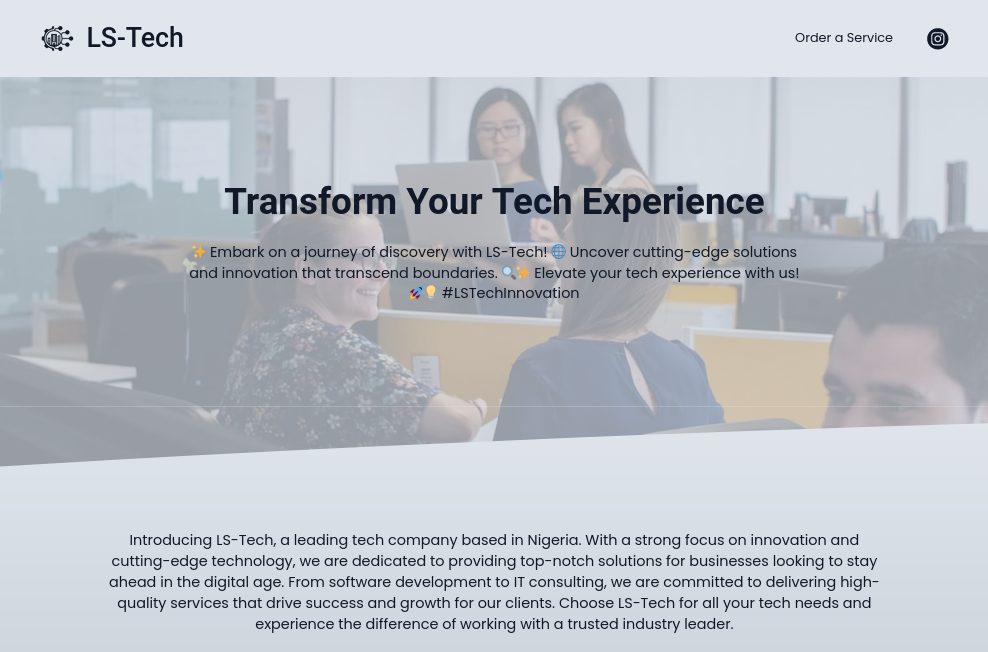 LS-Tech
Order a Service
Transform Your Tech Experience
✨ Embark on a journey of discovery with LS-Tech! 🌐 Uncover cutting-edge solutions
and innovation that transcend boundaries. 🔍✨ Elevate your tech experience with us!
🚀💡 #LSTechInnovation
Introducing LS-Tech, a leading tech company based in Nigeria. With a strong focus on innovation and
cutting-edge technology, we are dedicated to providing top-notch solutions for businesses looking to stay
ahead in the digital age. From software development to IT consulting, we are committed to delivering high-
quality services that drive success and growth for our clients. Choose LS-Tech for all your tech needs and
experience the difference of working with a trusted industry leader.